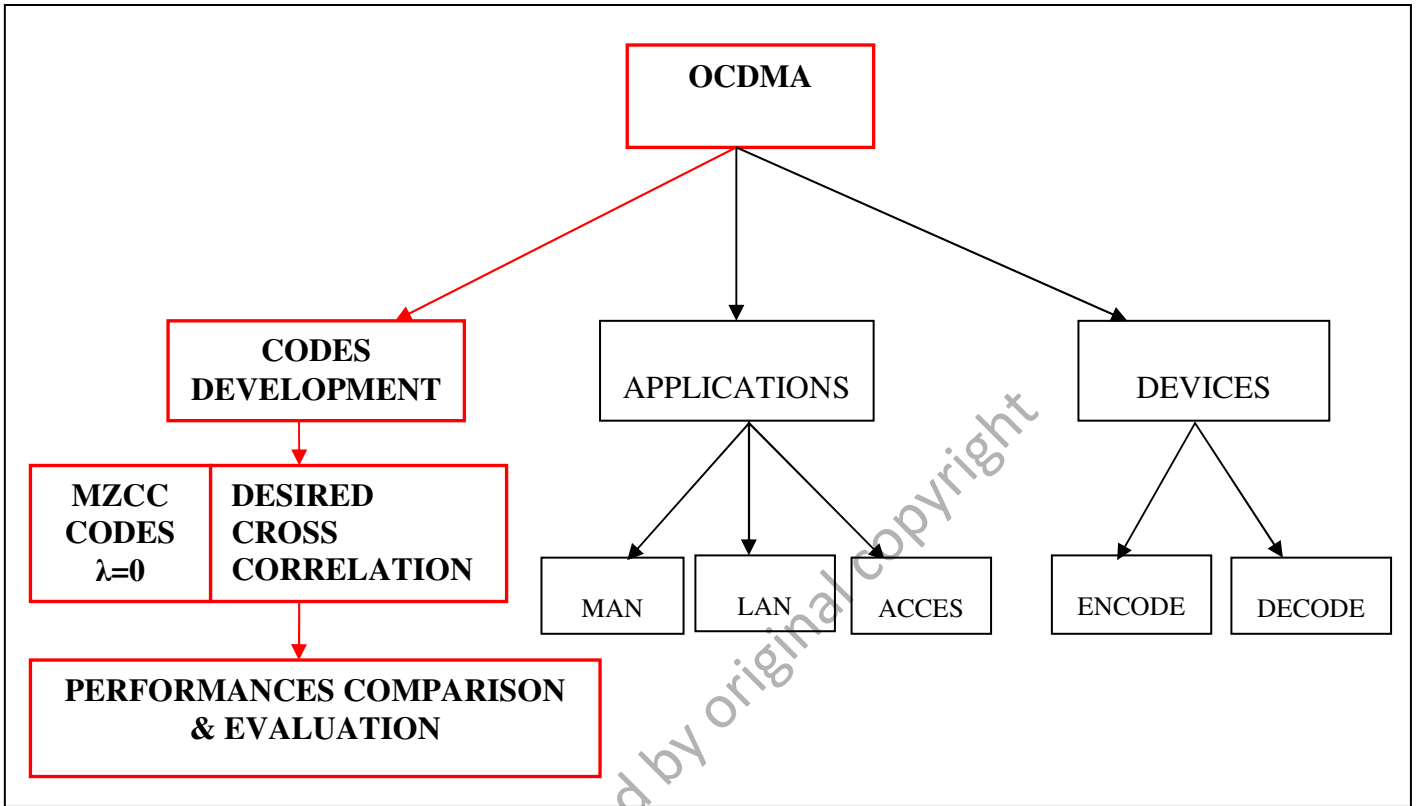 OCDMA
CODES
DEVELOPMENT
APPLICATIONS
DEVICES
MZCC
CODES
λ=0
DESIRED
CROSS
CORRELATION
MAN
LAN
ACCES
ENCODE
DECODE
PERFORMANCES COMPARISON
& EVALUATION
by original copyright